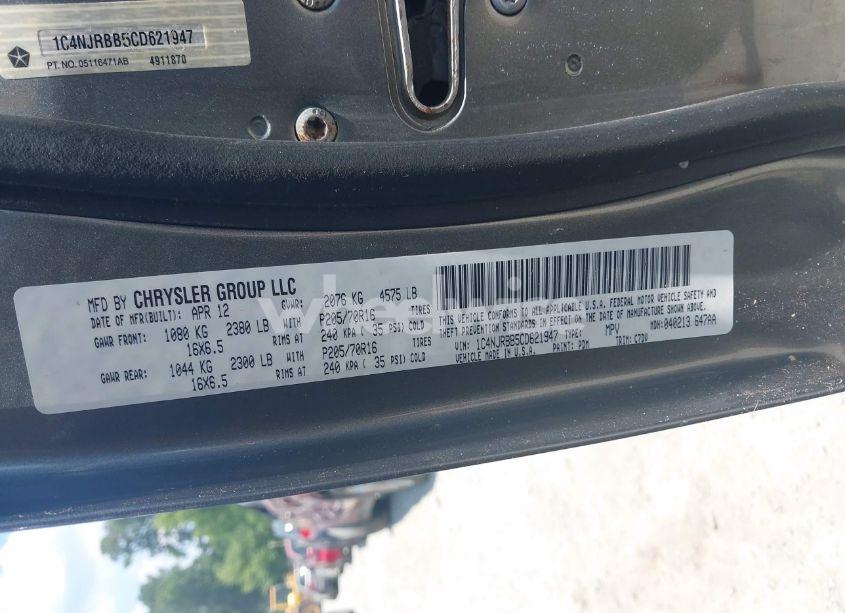 1C4NJRBB5CD621947
PT. NO. 05116471AB 4911870
MFD BY CHRYSLER GROUP LLC
DATE OF MFR(BUILT): APR 12 GVWR: 2076 KG 4575 LB
GAWR FRONT: 1080 KG 2380 LB WITH P205/70R16 TIRES
16X6.5 RIMS AT 240 KPA ( 35 PSI) COLD
GAWR REAR: 1044 KG 2300 LB WITH P205/70R16 TIRES
16X6.5 RIMS AT 240 KPA ( 35 PSI) COLD
THIS VEHICLE CONFORMS TO ALL APPLICABLE U.S.A. FEDERAL MOTOR VEHICLE SAFETY AND
THEFT PREVENTION STANDARDS IN EFFECT ON THE DATE OF MANUFACTURE SHOWN ABOVE.
VIN: 1C4NJRBB5CD621947 TYPE: MPV MDH: 040213 647AA
VEHICLE MADE IN U.S.A. PAINT: PDM TRIM: C7DV